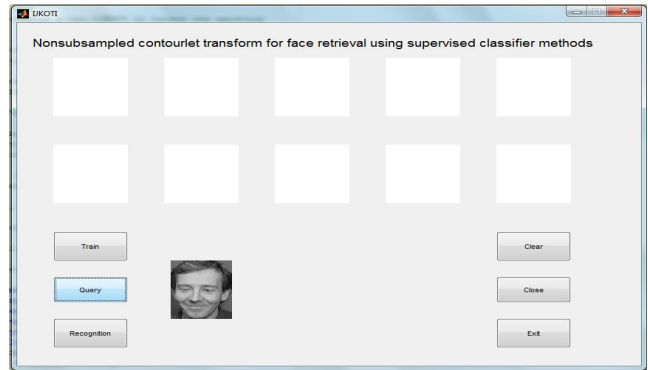 IJKOTI
Nonsubsampled contourlet transform for face retrieval using supervised classifier methods
Train
Clear
Query
Close
Recognition
Exit